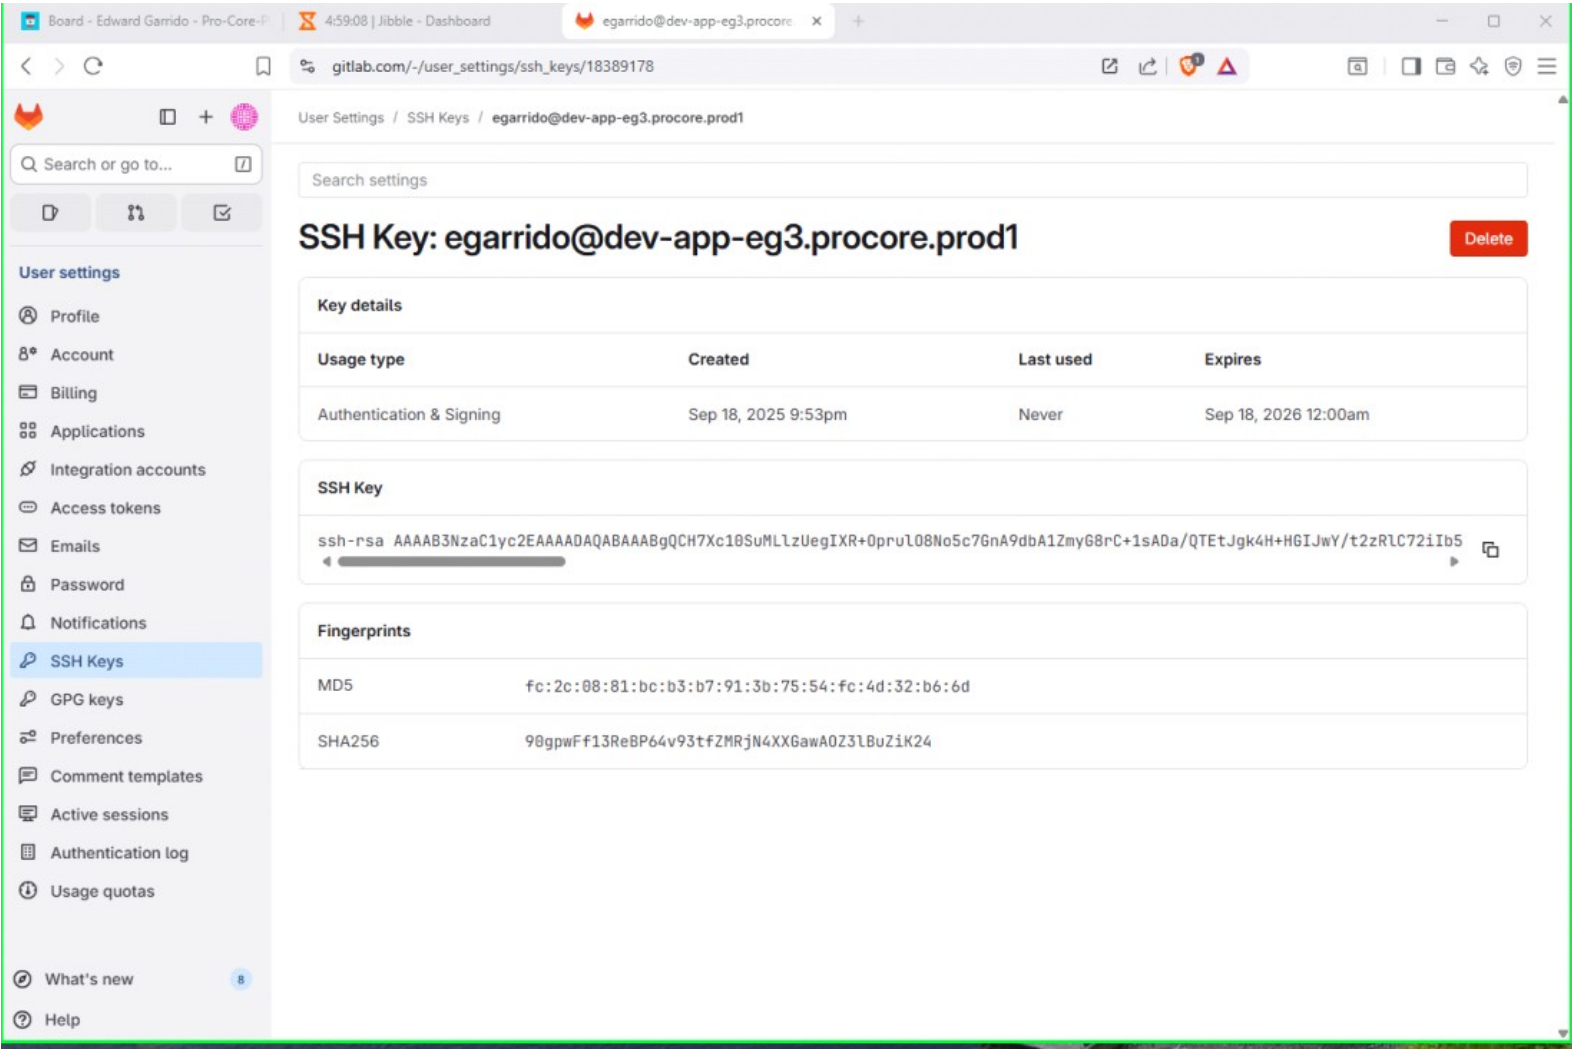 Board - Edward Garrido - Pro-Core-P
4:59:08 | Jibble - Dashboard
egarrido@dev-app-eg3.procore
gitlab.com/-/user_settings/ssh_keys/18389178
User Settings / SSH Keys / egarrido@dev-app-eg3.procore.prod1
Search or go to...
Search settings
SSH Key: egarrido@dev-app-eg3.procore.prod1
Delete
User settings
Profile
Account
Billing
Applications
Integration accounts
Access tokens
Emails
Password
Notifications
SSH Keys
GPG keys
Preferences
Comment templates
Active sessions
Authentication log
Usage quotas
What's new 8
Help
Key details
Usage type Created Last used Expires
Authentication & Signing Sep 18, 2025 9:53pm Never Sep 18, 2026 12:00am
SSH Key
ssh-rsa AAAAB3NzaC1yc2EAAAADAQABAAABgQCH7Xc10SuMLlzUegIXR+0prul08No5c7GnA9dbA1ZmyG8rC+1sADa/QTEtJgk4H+HGIJwY/t2zRlC72iIb5
Fingerprints
MD5 fc:2c:08:81:bc:b3:b7:91:3b:75:54:fc:4d:32:b6:6d
SHA256 90gpwFf13ReBP64v93tfZMRjN4XXGawA0Z3lBuZiK24